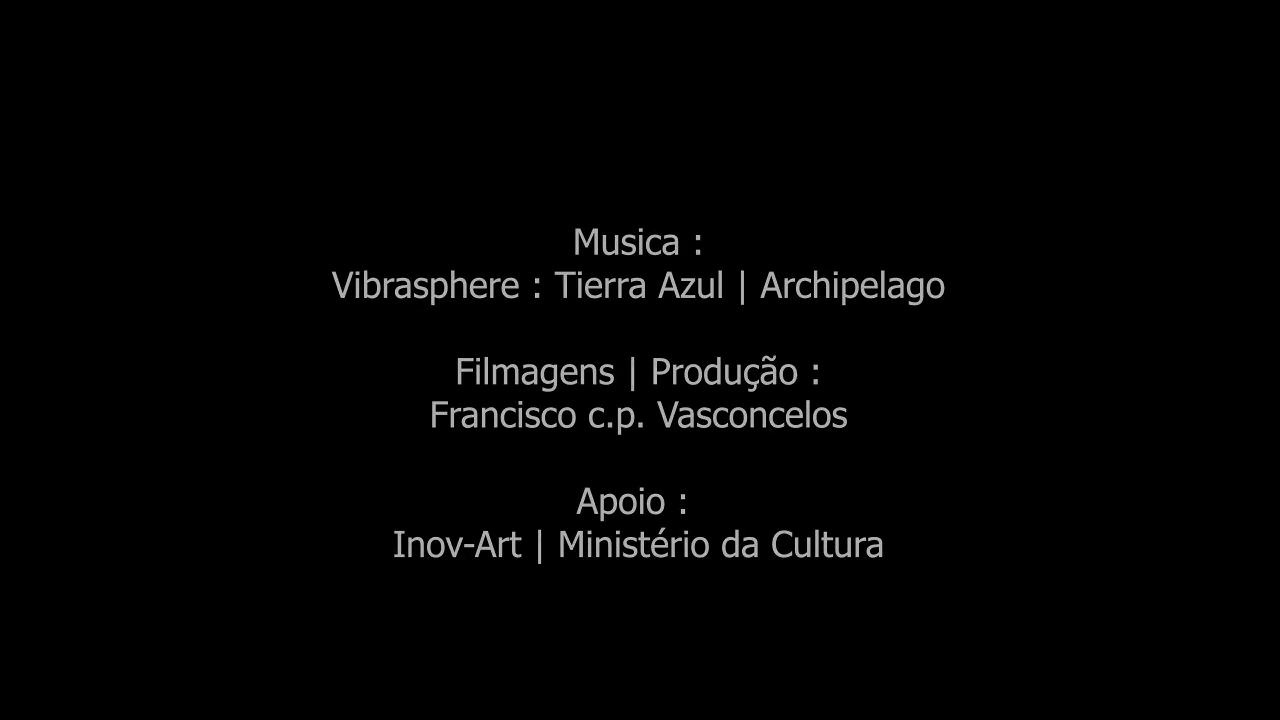 Musica :
Vibrasphere : Tierra Azul | Archipelago
Filmagens | Produção :
Francisco c.p. Vasconcelos
Apoio :
Inov-Art | Ministério da Cultura